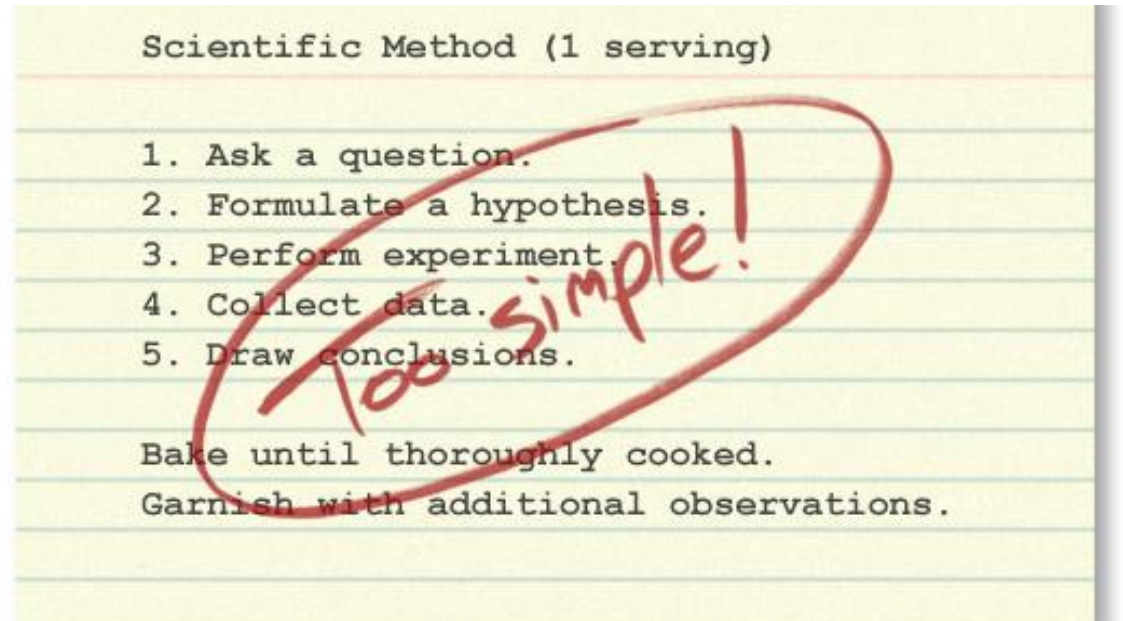 Scientific Method (1 serving)
1. Ask a question.
2. Formulate a hypothesis.
3. Perform experiment.
4. Collect data.
5. Draw conclusions.
Too simple!
Bake until thoroughly cooked.
Garnish with additional observations.